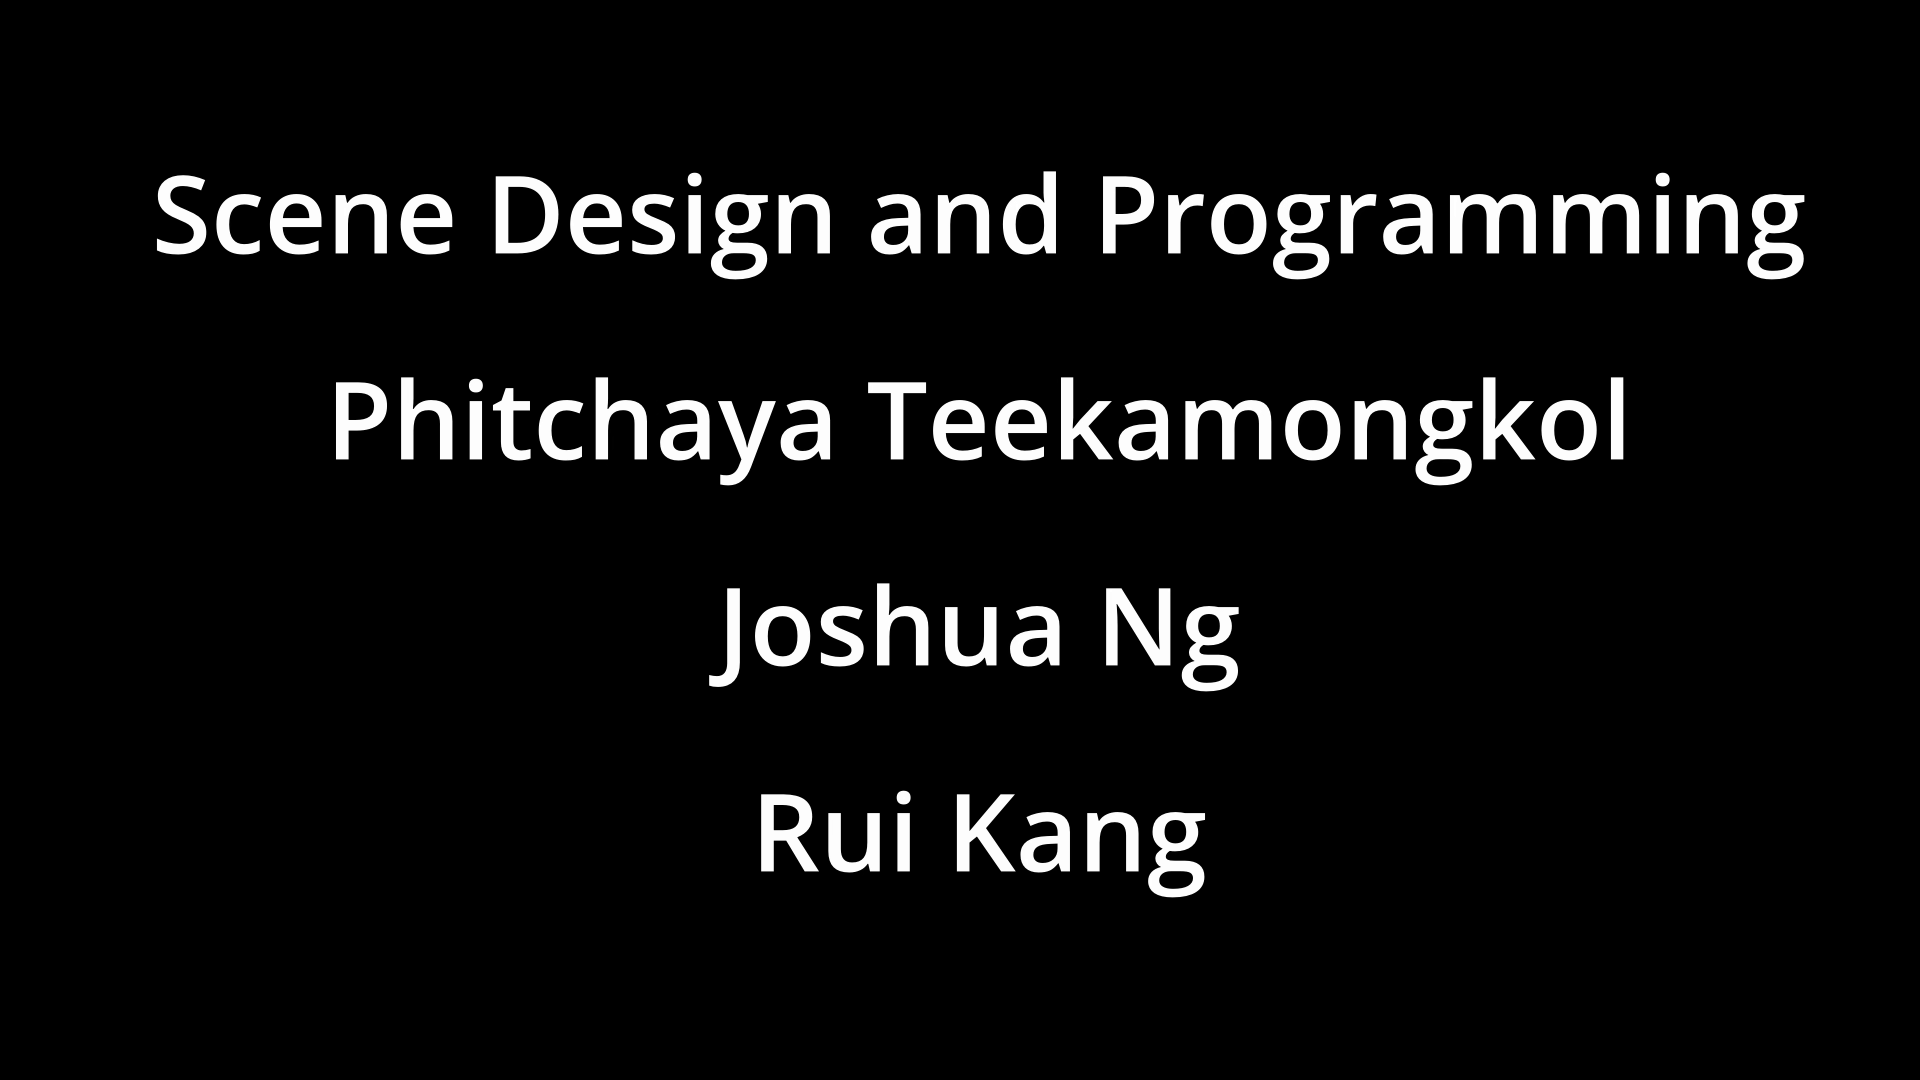 Scene Design and Programming
Phitchaya Teekamongkol
Joshua Ng
Rui Kang